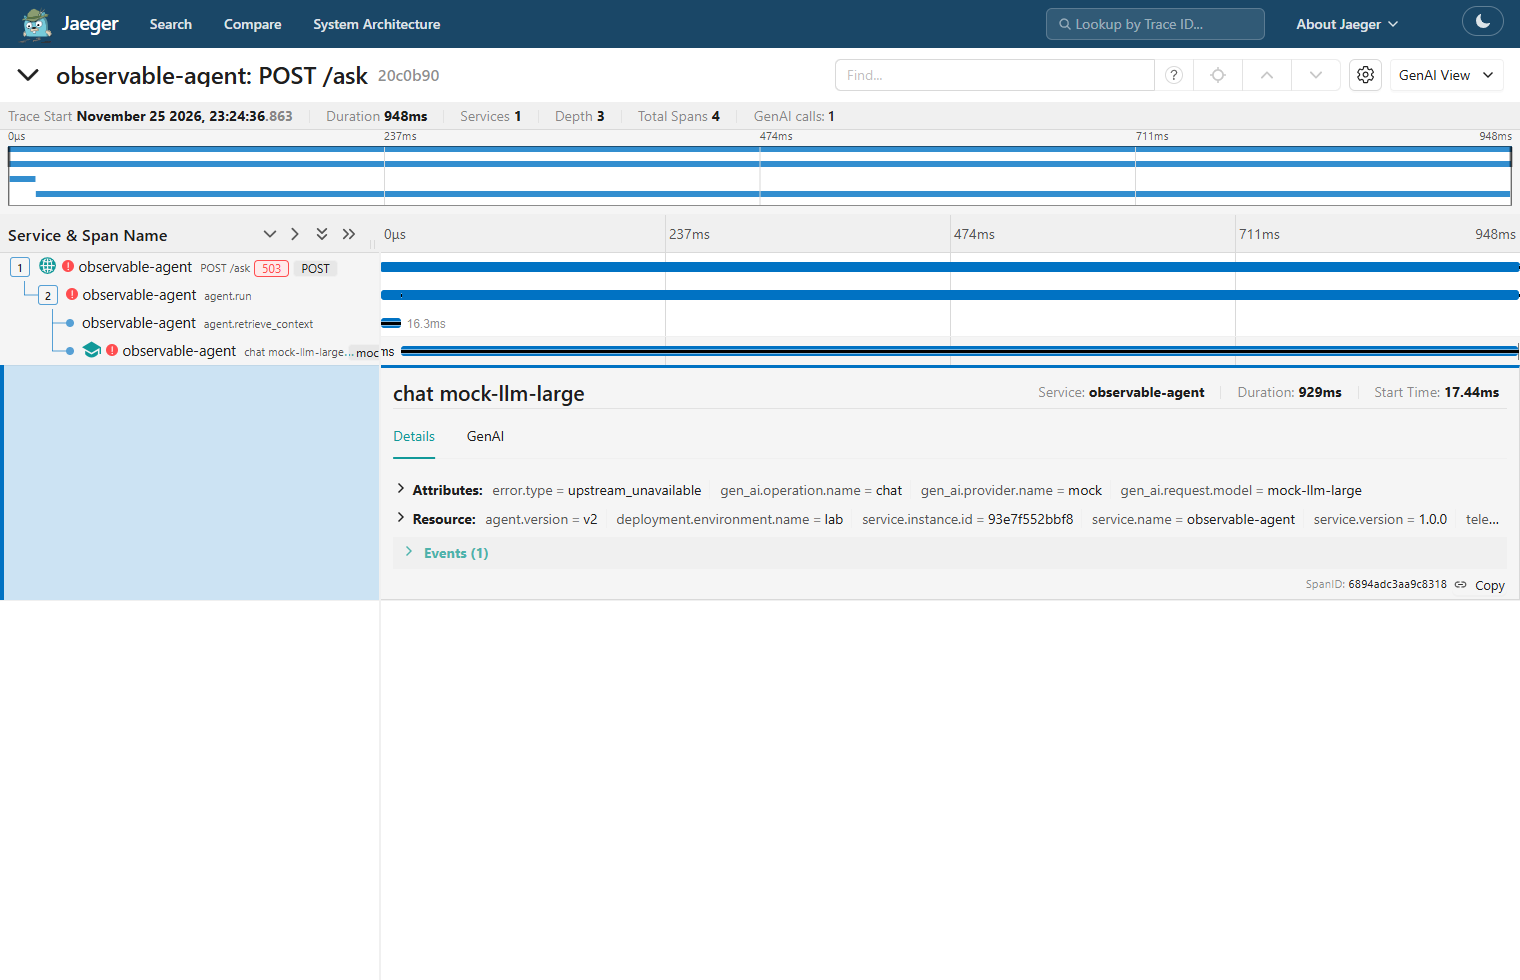 Jaeger Search Compare System Architecture Lookup by Trace ID... About Jaeger
observable-agent: POST /ask 20c0b90 Find... ? GenAI View
Trace Start November 25 2026, 23:24:36.863 Duration 948ms Services 1 Depth 3 Total Spans 4 GenAI calls: 1
0μs 237ms 474ms 711ms 948ms
Service & Span Name 0μs 237ms 474ms 711ms 948ms
1 observable-agent POST /ask 503 POST
2 observable-agent agent.run
observable-agent agent.retrieve_context 16.3ms
observable-agent chat mock-llm-large... moc ms
chat mock-llm-large Service: observable-agent Duration: 929ms Start Time: 17.44ms
Details GenAI
Attributes: error.type = upstream_unavailable gen_ai.operation.name = chat gen_ai.provider.name = mock gen_ai.request.model = mock-llm-large
Resource: agent.version = v2 deployment.environment.name = lab service.instance.id = 93e7f552bbf8 service.name = observable-agent service.version = 1.0.0 tele...
Events (1)
SpanID: 6894adc3aa9c8318 Copy